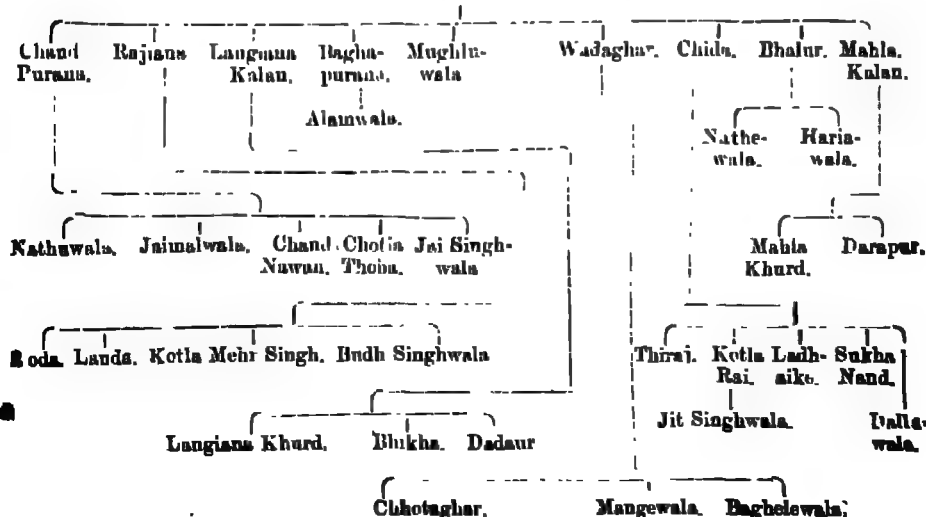 Chand Rajiana Langiana Bagha- Mughlu- Wadaghar. Chida. Bhalur. Mahla
Purana. Kalan. purana. wala Kalan.
Alamwala.
Nathe- Haria-
wala. wala.
Nathuwala. Jaimalwala. Chand Chotia Jai Singh- Mahla Darapur.
Nawan. Thoba. wala Khurd.
Roda. Landa. Kotla Mehr Singh. Budh Singhwala Thiraj. Kotla Ladh- Sukha
Rai. aike. Nand.
Jit Singhwala. Dalla-
wala.
Langiana Khurd. Bhikha. Dadaur
Chhotaghar. Mangewala. Baghelewala;